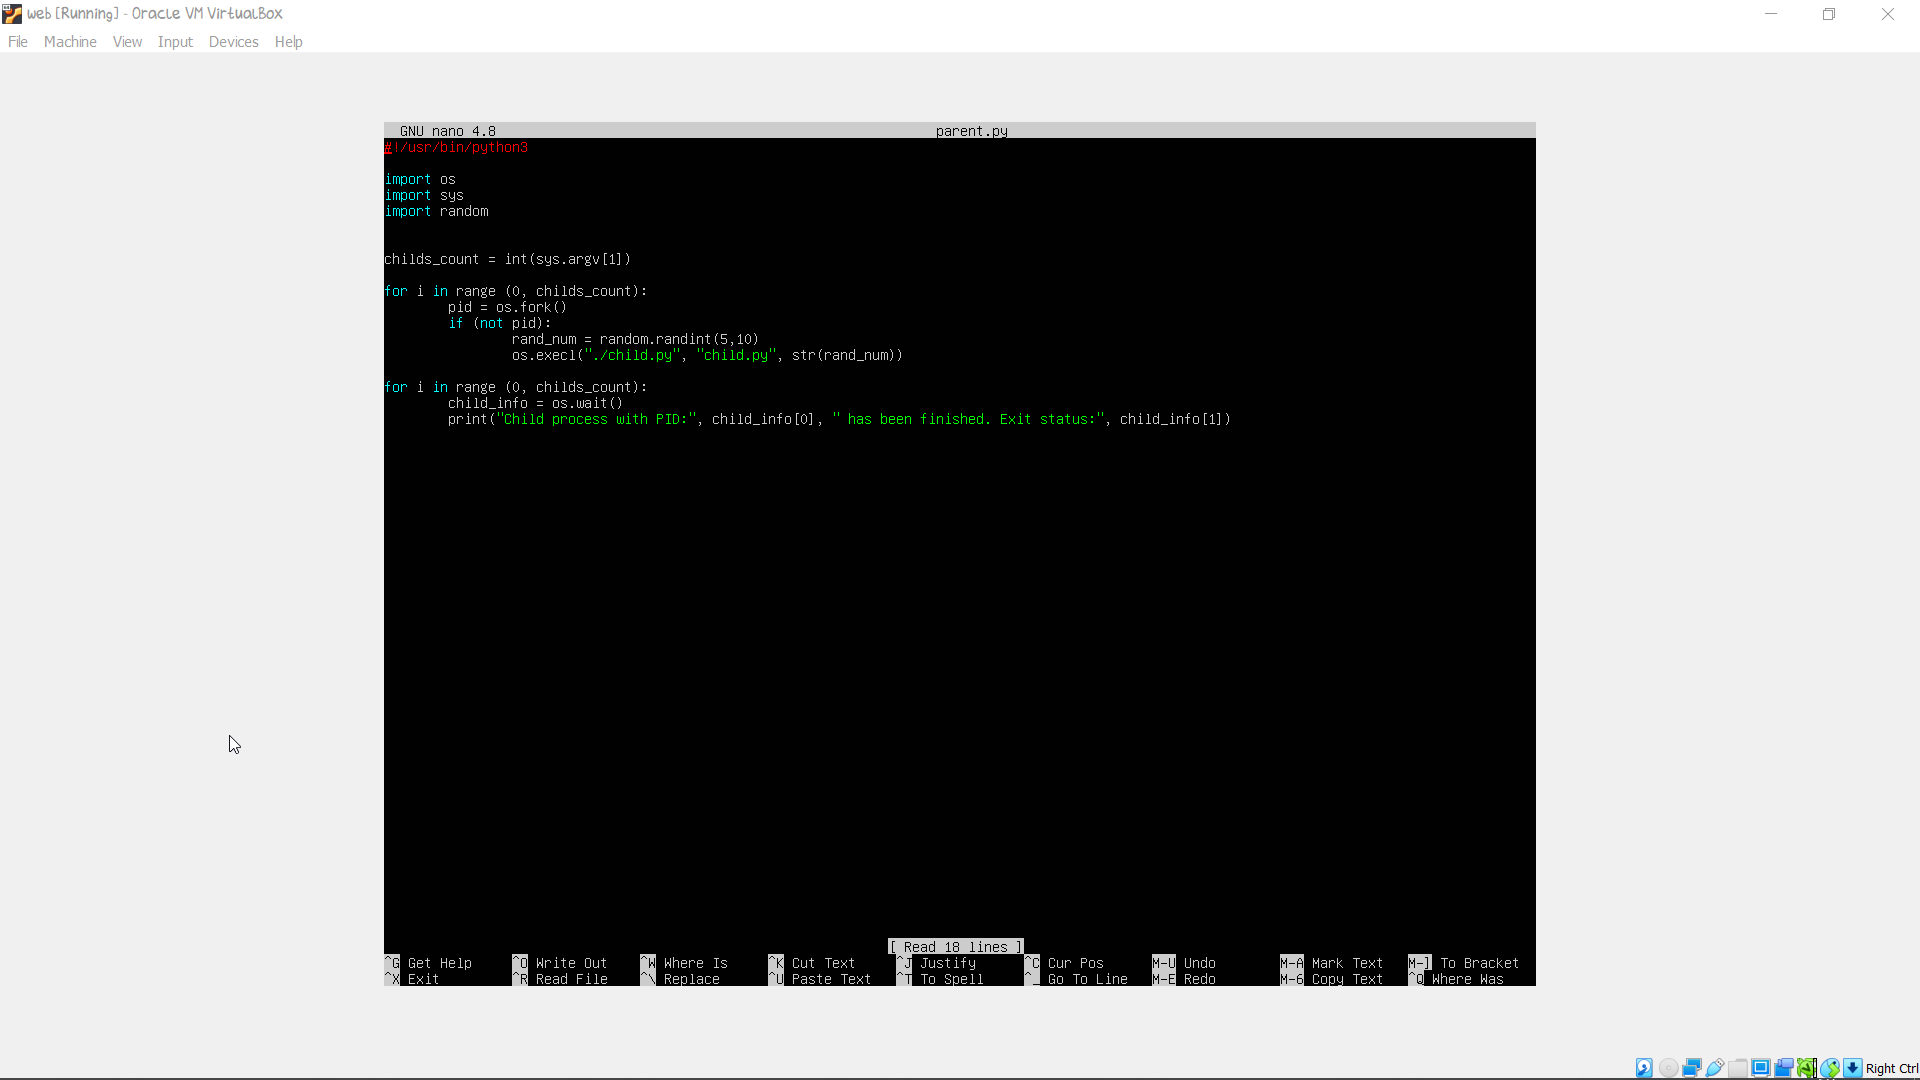 web [Running] - Oracle VM VirtualBox
File Machine View Input Devices Help
GNU nano 4.8 parent.py
#!/usr/bin/python3
import os
import sys
import random
childs_count = int(sys.argv[1])
for i in range (0, childs_count):
pid = os.fork()
if (not pid):
rand_num = random.randint(5,10)
os.execl("./child.py", "child.py", str(rand_num))
for i in range (0, childs_count):
child_info = os.wait()
print("Child process with PID:", child_info[0], " has been finished. Exit status:", child_info[1])
[ Read 18 lines ]
^G Get Help ^O Write Out ^W Where Is ^K Cut Text ^J Justify ^C Cur Pos M-U Undo M-A Mark Text M-] To Bracket
^X Exit ^R Read File ^\ Replace ^U Paste Text ^T To Spell ^_ Go To Line M-E Redo M-6 Copy Text ^Q Where Was
Right Ctrl